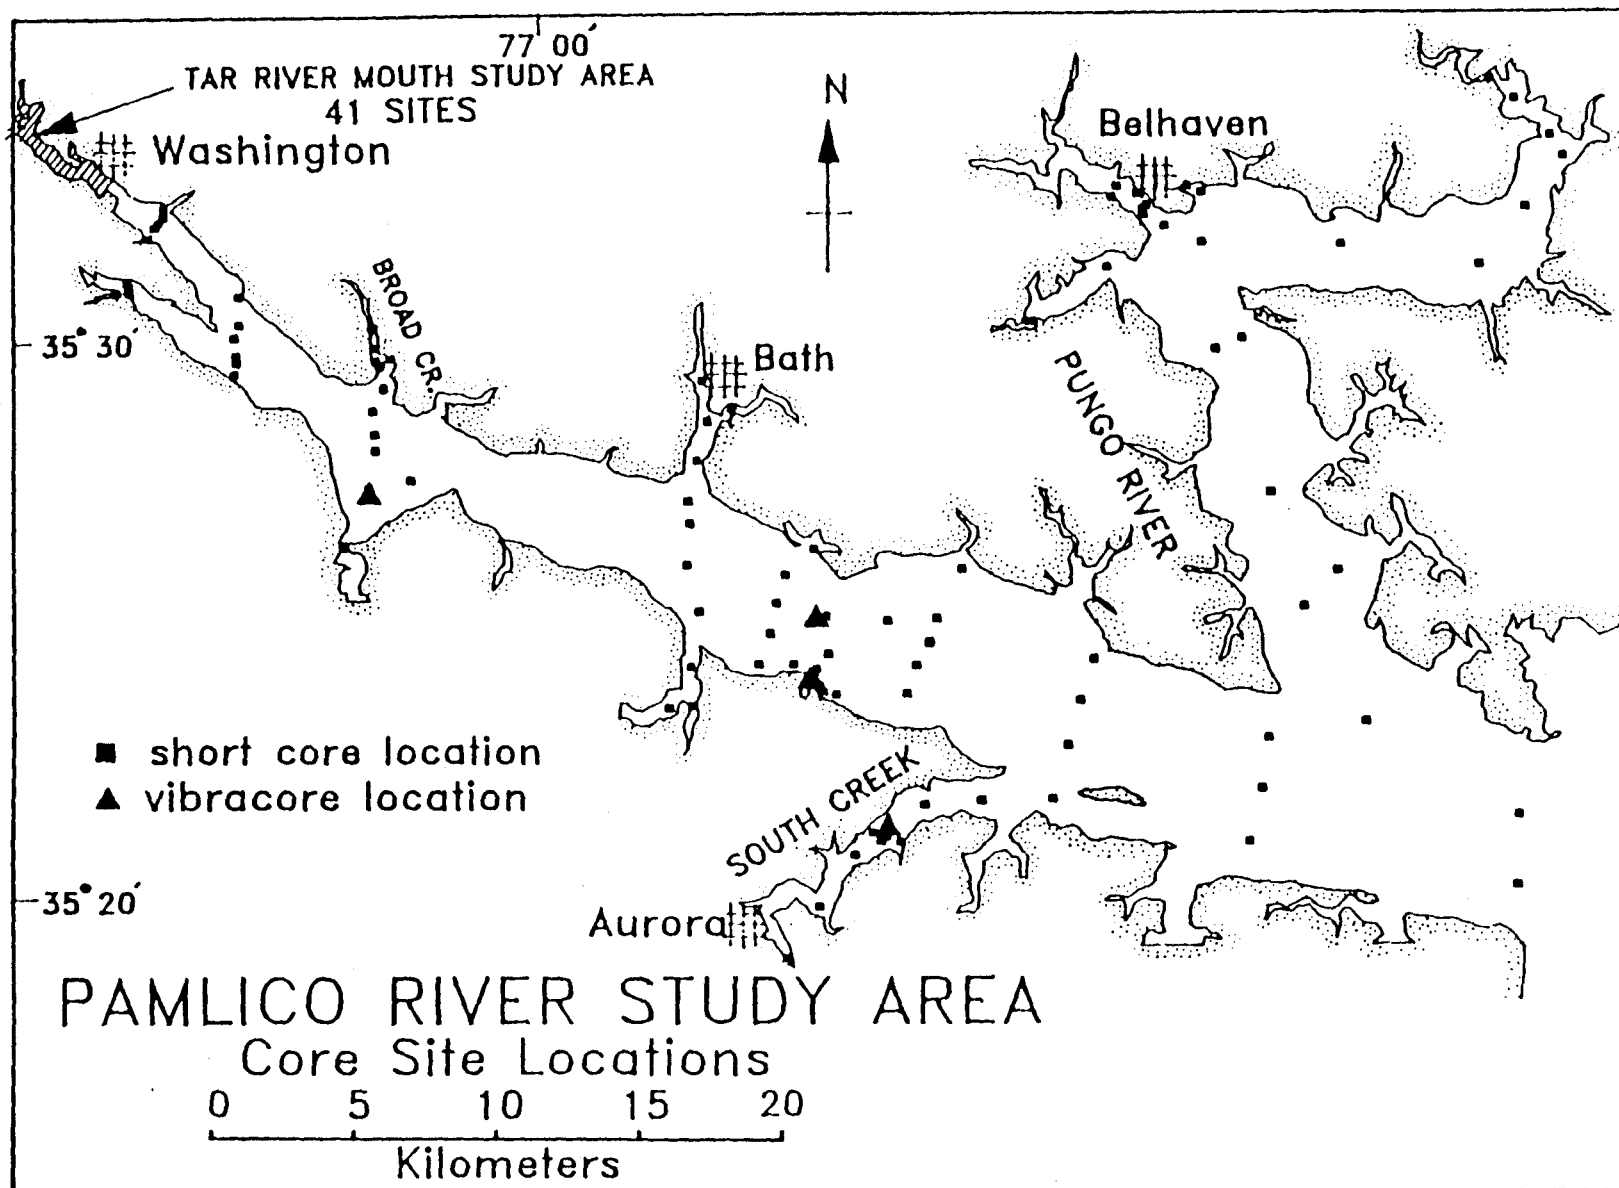 77°00′
TAR RIVER MOUTH STUDY AREA
41 SITES
N
Washington
Belhaven
BROAD CR.
35°30′
Bath
PUNGO RIVER
short core location
vibracore location
SOUTH CREEK
35°20′
Aurora
PAMLICO RIVER STUDY AREA
Core Site Locations
0 5 10 15 20
Kilometers